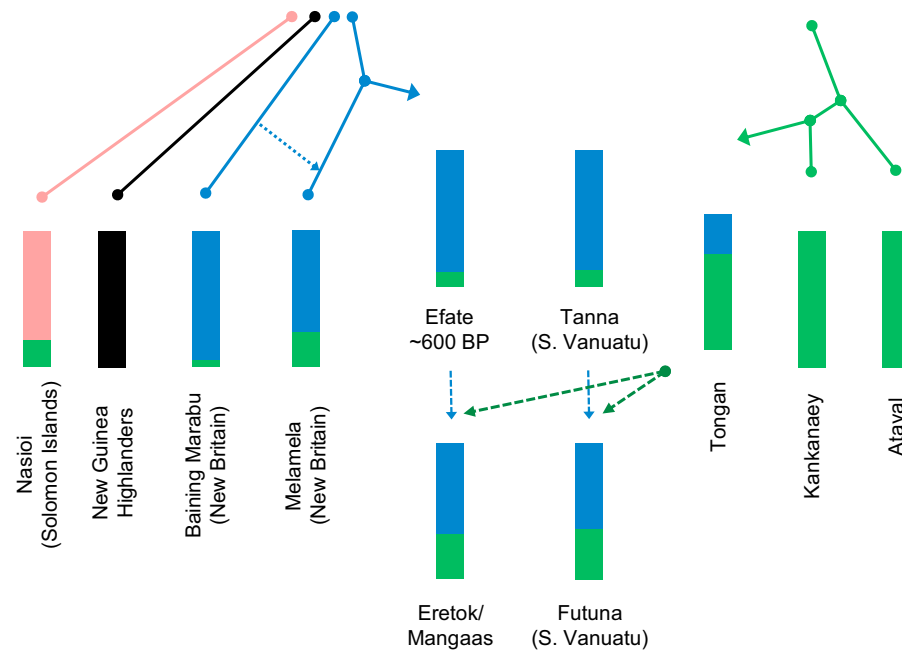 Nasioi
(Solomon Islands)
New Guinea
Highlanders
Baining Marabu
(New Britain)
Melamela
(New Britain)
Efate
~600 BP
Tanna
(S. Vanuatu)
Eretok/
Mangaas
Futuna
(S. Vanuatu)
Tongan
Kankanaey
Atayal